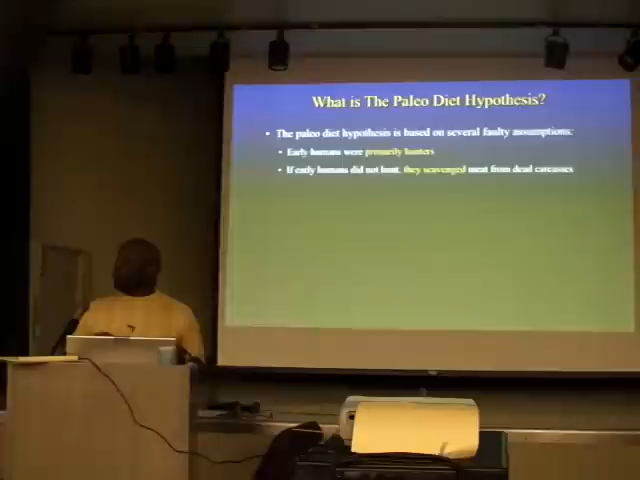 What is The Paleo Diet Hypothesis?
• The paleo diet hypothesis is based on several faulty assumptions:
• Early humans were primarily hunters
• If early humans did not hunt, they scavenged meat from dead carcasses